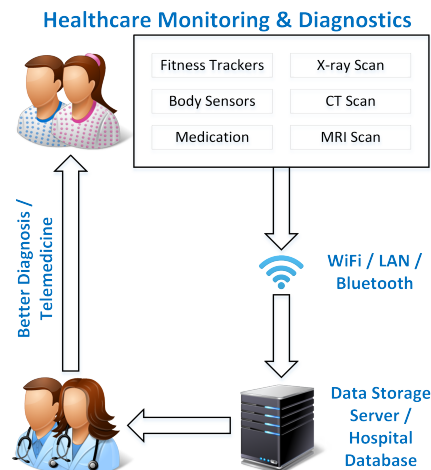 Healthcare Monitoring & Diagnostics
Fitness Trackers
X-ray Scan
Body Sensors
CT Scan
Medication
MRI Scan
Better Diagnosis /
Telemedicine
WiFi / LAN /
Bluetooth
Data Storage
Server /
Hospital
Database